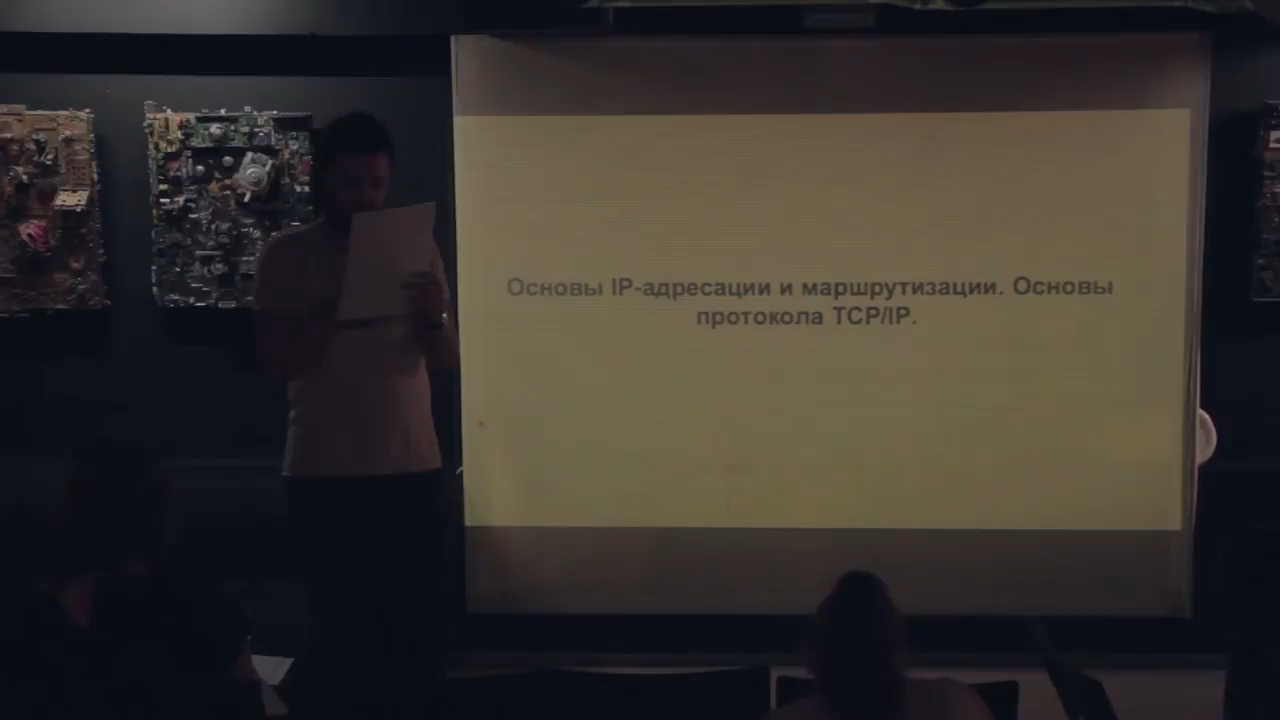 Основы IP-адресации и маршрутизации. Основы
протокола TCP/IP.